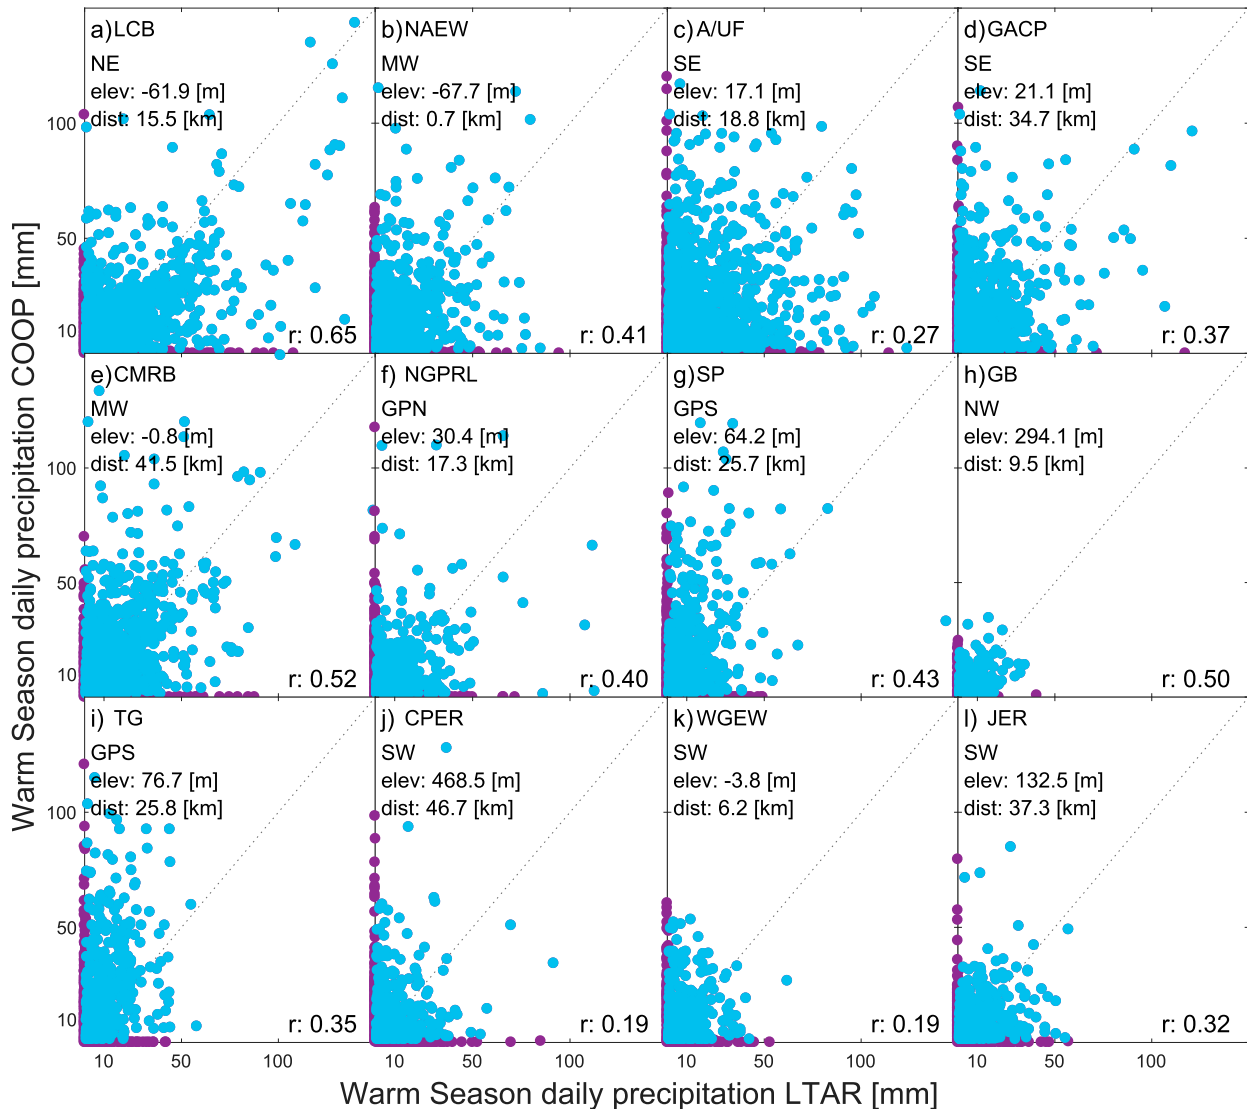 a) LCB
NE
elev: -61.9 [m]
dist: 15.5 [km]
r: 0.65
b) NAEW
MW
elev: -67.7 [m]
dist: 0.7 [km]
r: 0.41
c) A/UF
SE
elev: 17.1 [m]
dist: 18.8 [km]
r: 0.27
d) GACP
SE
elev: 21.1 [m]
dist: 34.7 [km]
r: 0.37
100
50
10
e) CMRB
MW
elev: -0.8 [m]
dist: 41.5 [km]
r: 0.52
f) NGPRL
GPN
elev: 30.4 [m]
dist: 17.3 [km]
r: 0.40
g) SP
GPS
elev: 64.2 [m]
dist: 25.7 [km]
r: 0.43
h) GB
NW
elev: 294.1 [m]
dist: 9.5 [km]
r: 0.50
100
50
10
i) TG
GPS
elev: 76.7 [m]
dist: 25.8 [km]
r: 0.35
j) CPER
SW
elev: 468.5 [m]
dist: 46.7 [km]
r: 0.19
k) WGEW
SW
elev: -3.8 [m]
dist: 6.2 [km]
r: 0.19
l) JER
SW
elev: 132.5 [m]
dist: 37.3 [km]
r: 0.32
100
50
10
10 50 100 10 50 100 10 50 100 10 50 100
Warm Season daily precipitation COOP [mm]
Warm Season daily precipitation LTAR [mm]